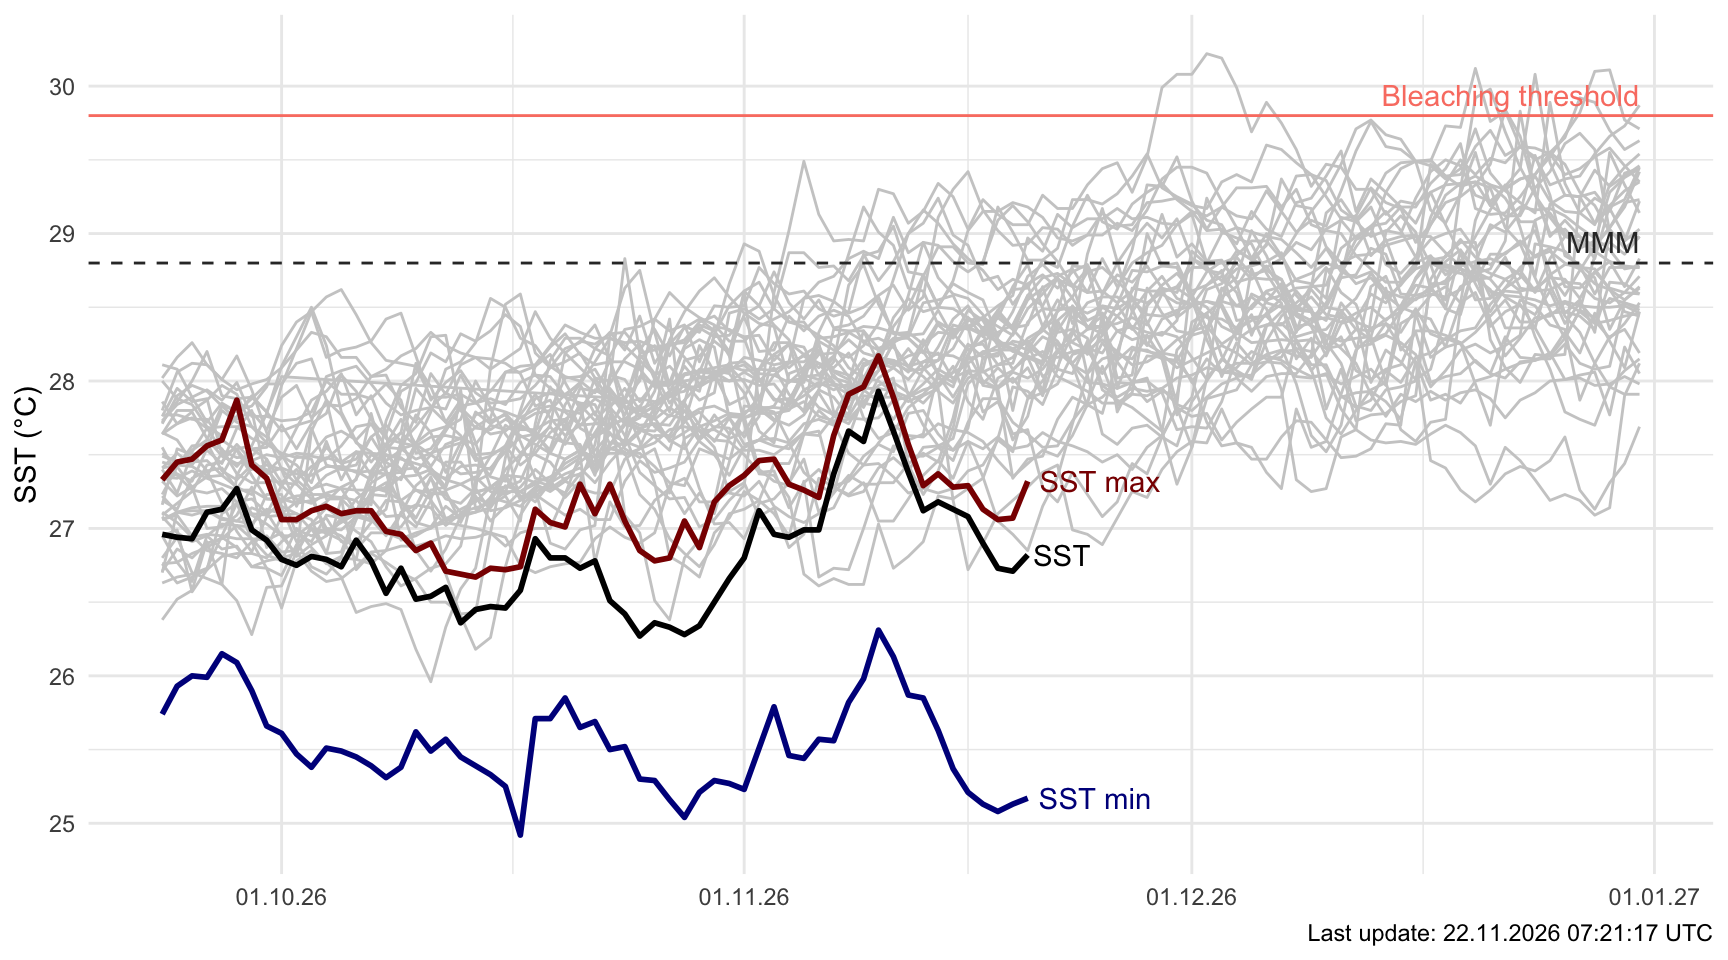 30
Bleaching threshold
29
MMM
28
SST (°C)
SST max
27
SST
26
SST min
25
01.10.26
01.11.26
01.12.26
01.01.27
Last update: 22.11.2026 07:21:17 UTC